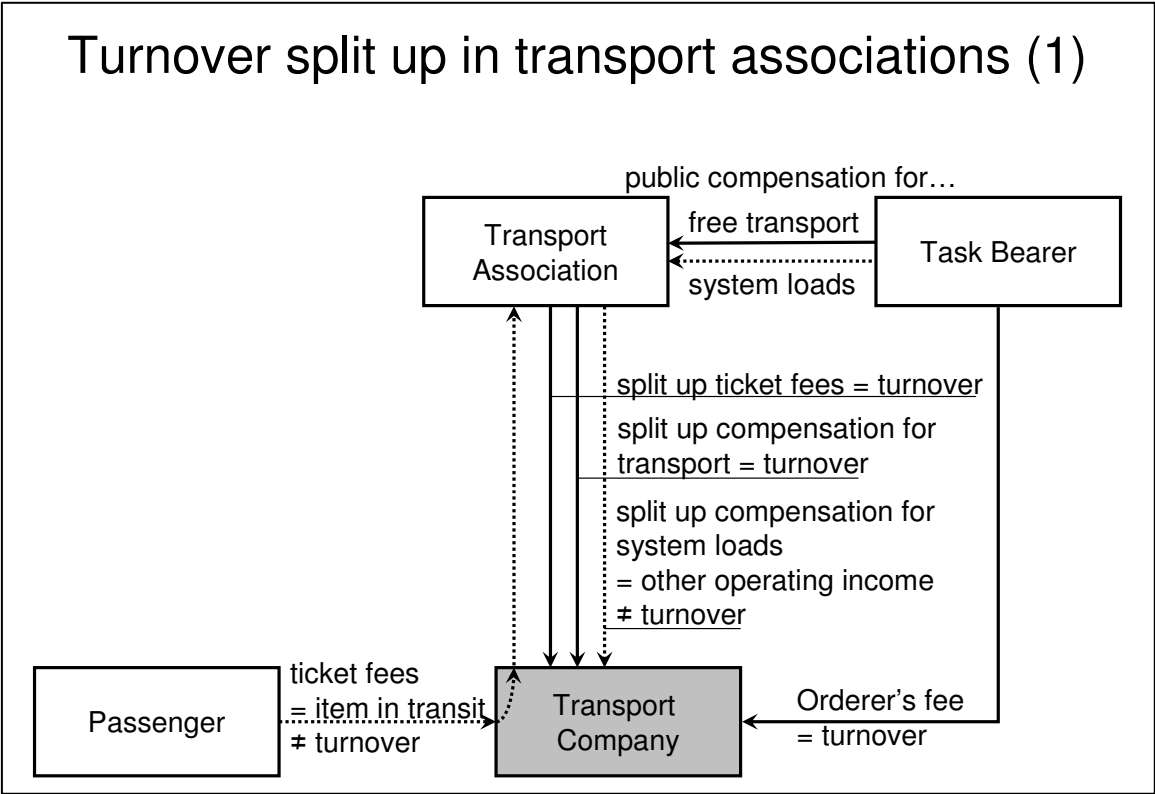 Turnover split up in transport associations (1)
public compensation for…
Transport
Association
free transport
system loads
Task Bearer
split up ticket fees = turnover
split up compensation for
transport = turnover
split up compensation for
system loads
= other operating income
≠ turnover
Passenger
ticket fees
= item in transit
≠ turnover
Transport
Company
Orderer’s fee
= turnover